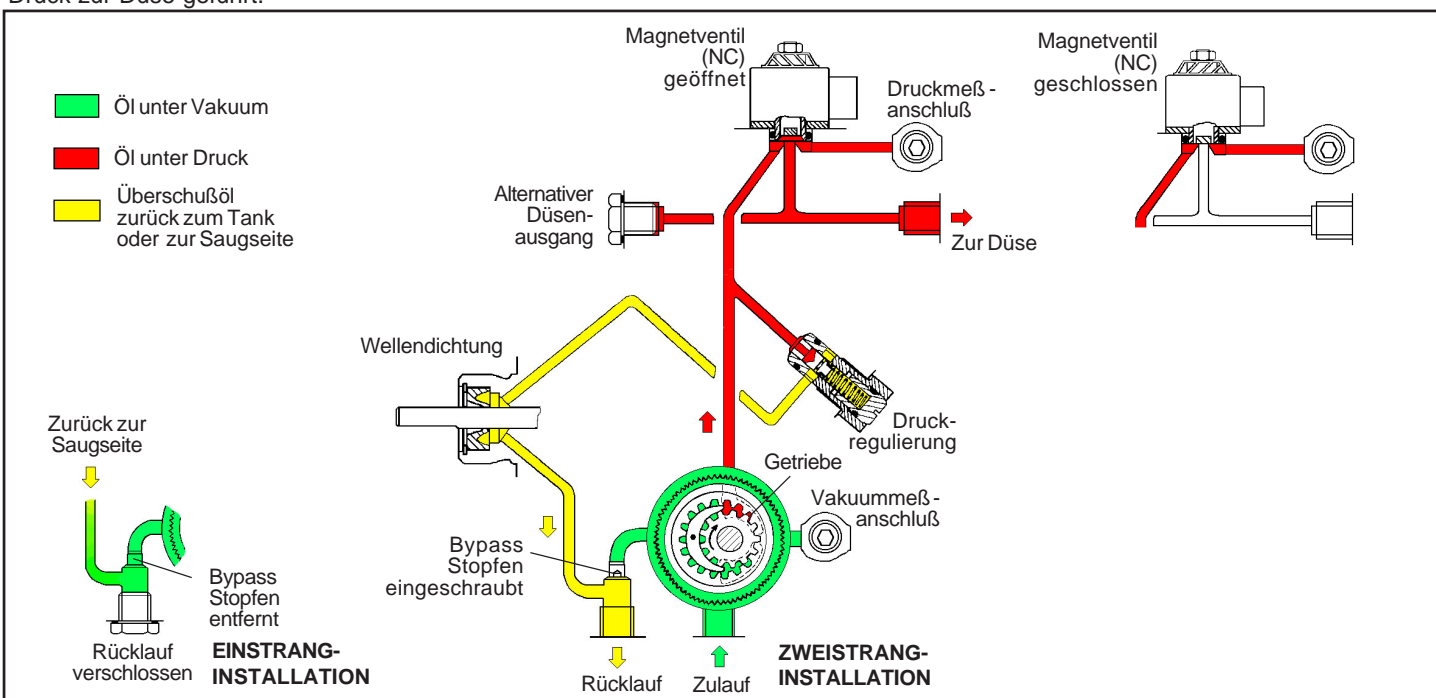 Druck zur Düse geführt.
Magnetventil
(NC)
geöffnet
Druckmeß -
anschluß
Magnetventil
(NC)
geschlossen
Öl unter Vakuum
Öl unter Druck
Überschußöl
zurück zum Tank
oder zur Saugseite
Alternativer
Düsen-
ausgang
Zur Düse
Wellendichtung
Druck-
regulierung
Getriebe
Vakuummeß -
anschluß
Zurück zur
Saugseite
Bypass
Stopfen
eingeschraubt
Bypass
Stopfen
entfernt
Rücklauf
verschlossen
EINSTRANG-
INSTALLATION
Rücklauf
Zulauf
ZWEISTRANG-
INSTALLATION